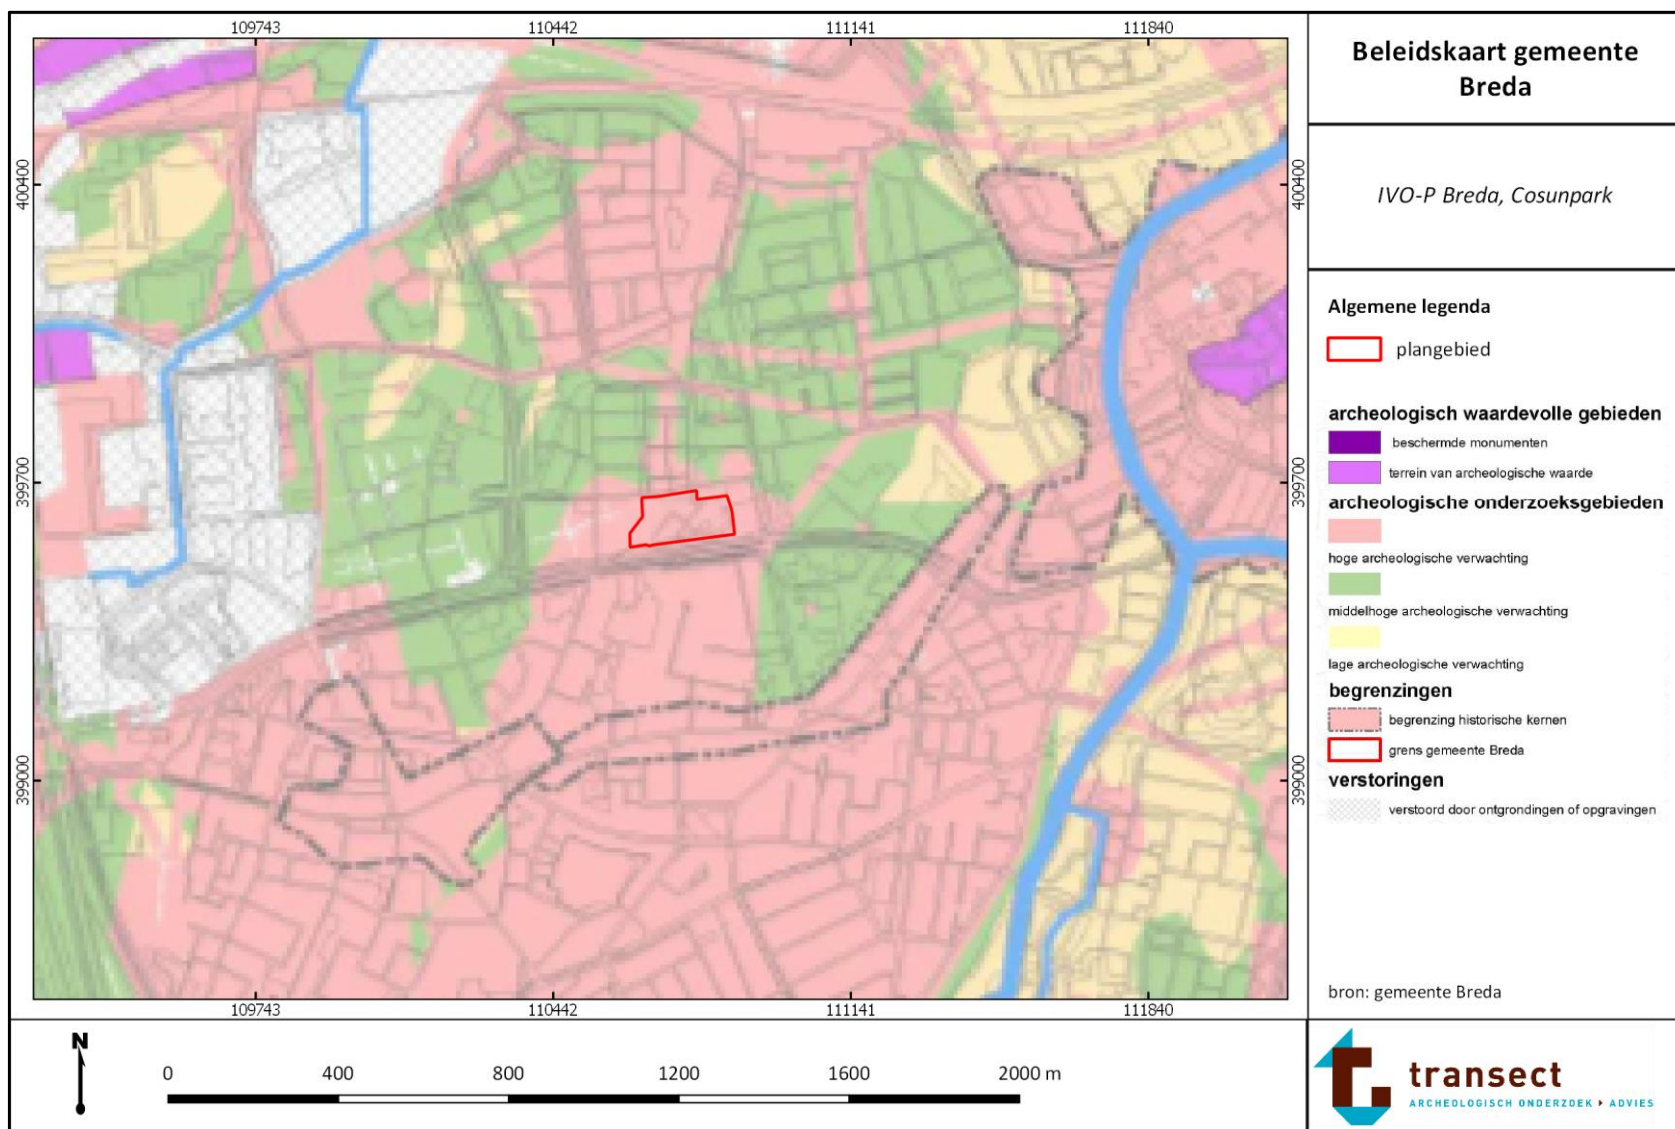 109743
110442
111141
111840
400400
399700
399000
400400
399700
399000
109743
110442
111141
111840
Beleidskaart gemeente
Breda
IVO-P Breda, Cosunpark
Algemene legenda
plangebied
archeologisch waardevolle gebieden
beschermde monumenten
terrein van archeologische waarde
archeologische onderzoeksgebieden
hoge archeologische verwachting
middelhoge archeologische verwachting
lage archeologische verwachting
begrenzingen
begrenzing historische kernen
grens gemeente Breda
verstoringen
verstoord door ontgrondingen of opgravingen
bron: gemeente Breda
N
0 400 800 1200 1600 2000 m
transect
ARCHEOLOGISCH ONDERZOEK ▸ ADVIES